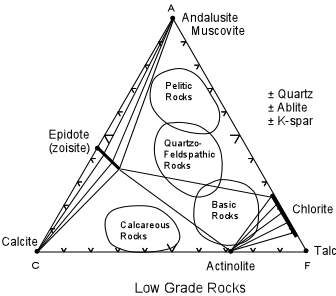 A
Andalusite
Muscovite
Pelitic
Rocks
± Quartz
± Ablite
± K-spar
Epidote
(zoisite)
Quartzo-
Feldspathic
Rocks
Basic
Rocks
Chlorite
Calcareous
Rocks
Calcite
Talc
C
Actinolite
F
Low Grade Rocks